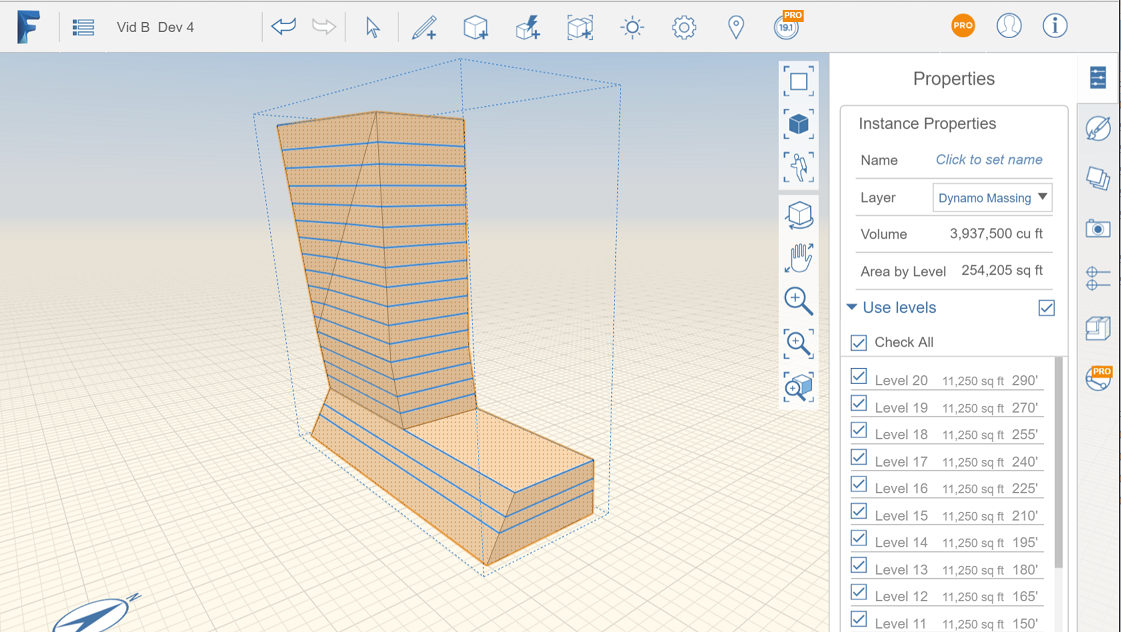 Vid B Dev 4
PRO
19.1
PRO
Properties
Instance Properties
Name Click to set name
Layer Dynamo Massing
Volume 3,937,500 cu ft
Area by Level 254,205 sq ft
Use levels
PRO
Check All
Level 20 11,250 sq ft 290'
Level 19 11,250 sq ft 270'
Level 18 11,250 sq ft 255'
Level 17 11,250 sq ft 240'
Level 16 11,250 sq ft 225'
Level 15 11,250 sq ft 210'
Level 14 11,250 sq ft 195'
Level 13 11,250 sq ft 180'
Level 12 11,250 sq ft 165'
Level 11 11,250 sq ft 150'
N